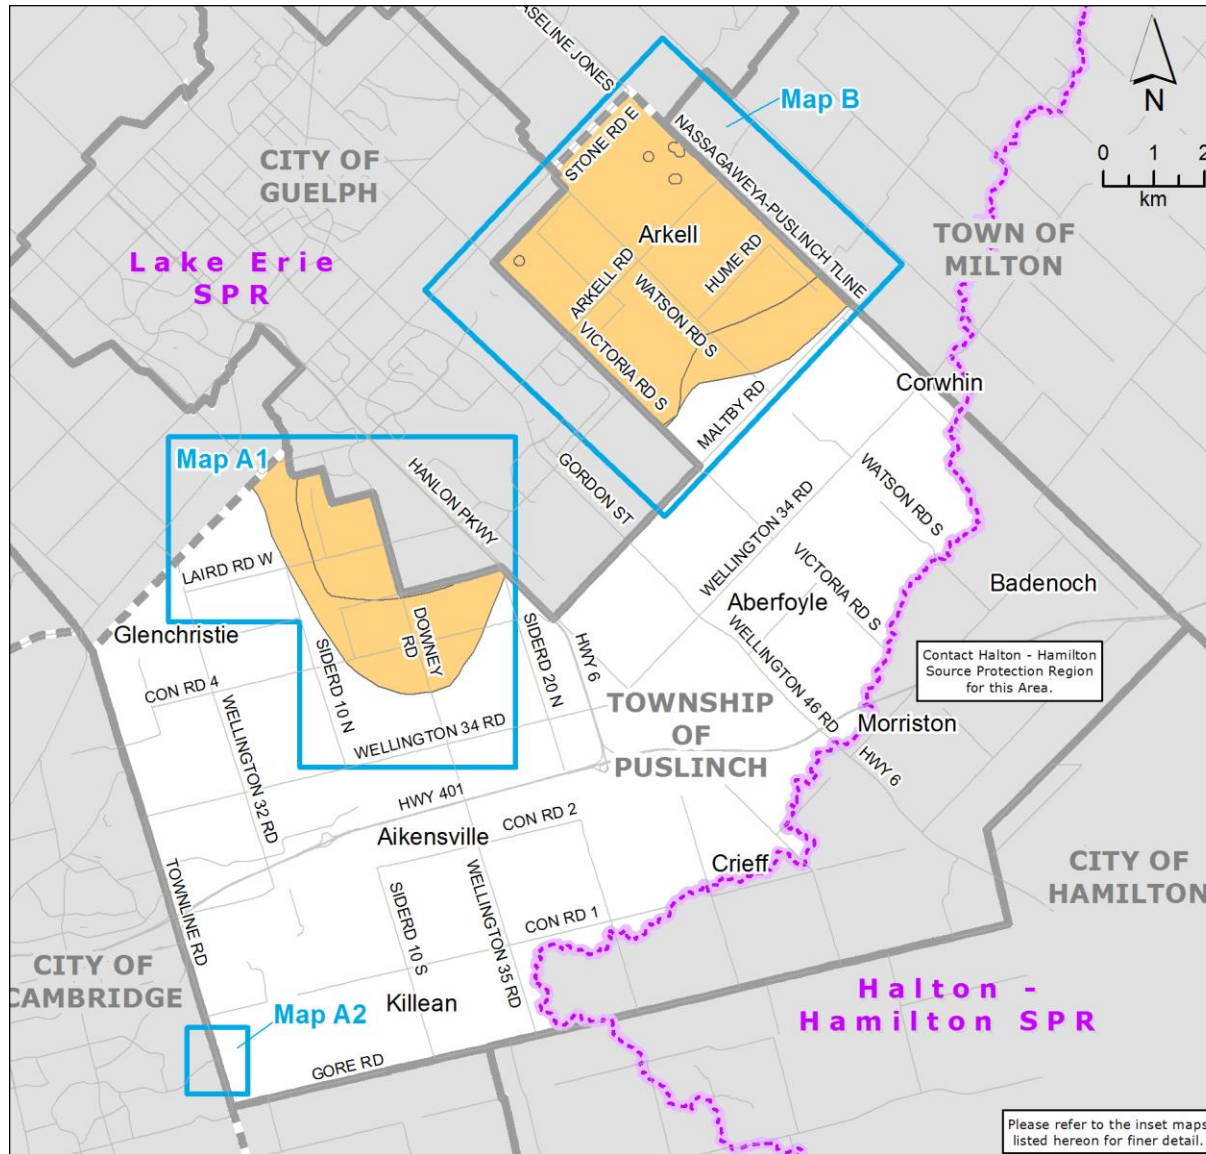 ASELINE JONES
Map B
N
0 1 2
km
STONE RD E
NASSAGAWEYA-PUSLINCH TLINE
CITY OF
GUELPH
Arkell
TOWN OF
MILTON
Lake Erie
SPR
ARKELL RD
HUME RD
WATSON RD S
VICTORIA RD S
Corwhin
MALTBY RD
Map A1
HANLON PKWY
GORDON ST
WELLINGTON 34 RD
WATSON RD S
LAIRD RD W
VICTORIA RD S
Badenoch
Aberfoyle
Glenchristie
DOWNEY
RD
SIDERD 10 N
SIDERD 20 N
HWY 6
WELLINGTON 46 RD
Contact Halton - Hamilton
Source Protection Region
for this Area.
CON RD 4
WELLINGTON 32 RD
WELLINGTON 34 RD
TOWNSHIP
OF
PUSLINCH
Morriston
HWY 6
HWY 401
Aikensville
CON RD 2
Crieff
CITY OF
HAMILTON
TOWNLINE RD
SIDERD 10 S
WELLINGTON 35 RD
CON RD 1
CITY OF
CAMBRIDGE
Killean
Map A2
Halton -
Hamilton SPR
GORE RD
Please refer to the inset maps
listed hereon for finer detail.